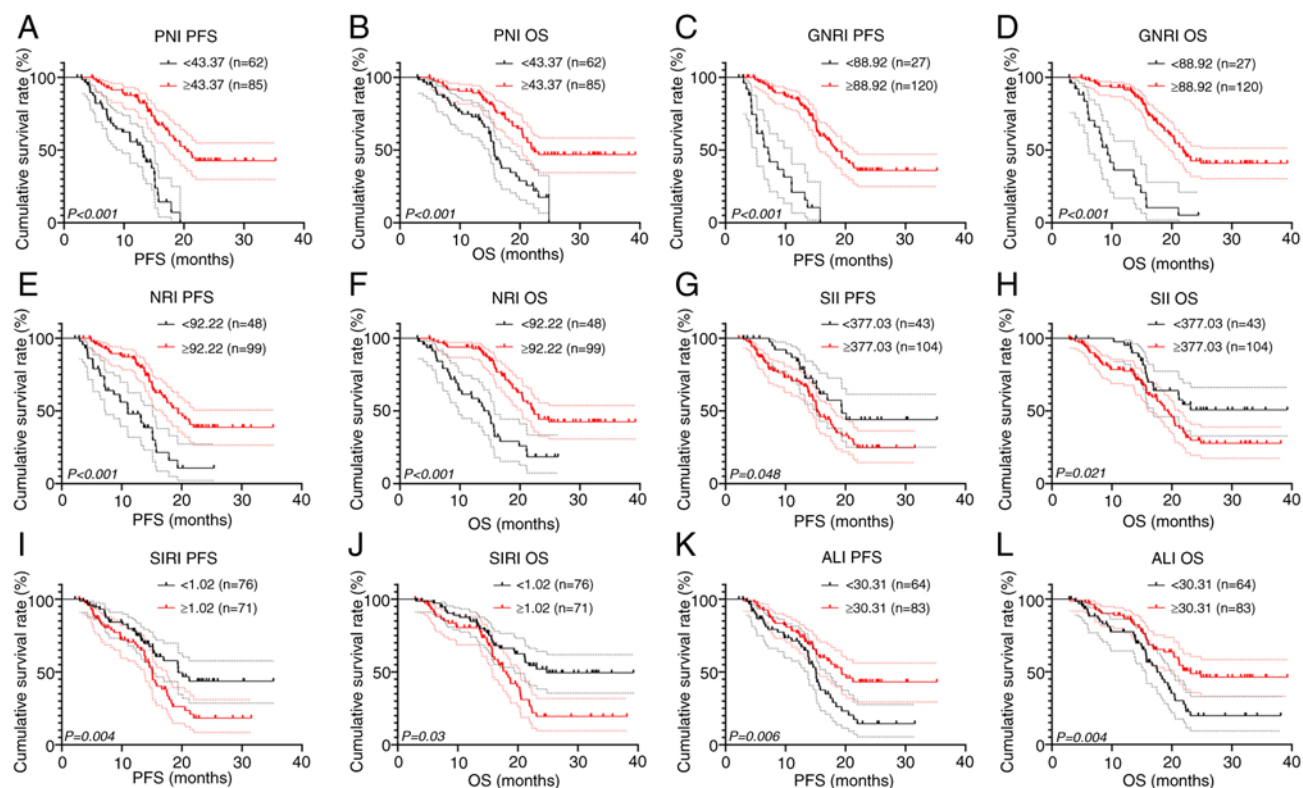 A
PNI PFS
<43.37 (n=62)
≥43.37 (n=85)
Cumulative survival rate (%)
100
50
0
P<0.001
0 10 20 30 40
PFS (months)
B
PNI OS
<43.37 (n=62)
≥43.37 (n=85)
Cumulative survival rate (%)
100
50
0
P<0.001
0 10 20 30 40
OS (months)
C
GNRI PFS
<88.92 (n=27)
≥88.92 (n=120)
Cumulative survival rate (%)
100
50
0
P<0.001
0 10 20 30 40
PFS (months)
D
GNRI OS
<88.92 (n=27)
≥88.92 (n=120)
Cumulative survival rate (%)
100
50
0
P<0.001
0 10 20 30 40
OS (months)
E
NRI PFS
<92.22 (n=48)
≥92.22 (n=99)
Cumulative survival rate (%)
100
50
0
P<0.001
0 10 20 30 40
PFS (months)
F
NRI OS
<92.22 (n=48)
≥92.22 (n=99)
Cumulative survival rate (%)
100
50
0
P<0.001
0 10 20 30 40
OS (months)
G
SII PFS
<377.03 (n=43)
≥377.03 (n=104)
Cumulative survival rate (%)
100
50
0
P=0.048
0 10 20 30 40
PFS (months)
H
SII OS
<377.03 (n=43)
≥377.03 (n=104)
Cumulative survival rate (%)
100
50
0
P=0.021
0 10 20 30 40
OS (months)
I
SIRI PFS
<1.02 (n=76)
≥1.02 (n=71)
Cumulative survival rate (%)
100
50
0
P=0.004
0 10 20 30 40
PFS (months)
J
SIRI OS
<1.02 (n=76)
≥1.02 (n=71)
Cumulative survival rate (%)
100
50
0
P=0.03
0 10 20 30 40
OS (months)
K
ALI PFS
<30.31 (n=64)
≥30.31 (n=83)
Cumulative survival rate (%)
100
50
0
P=0.006
0 10 20 30 40
PFS (months)
L
ALI OS
<30.31 (n=64)
≥30.31 (n=83)
Cumulative survival rate (%)
100
50
0
P=0.004
0 10 20 30 40
OS (months)